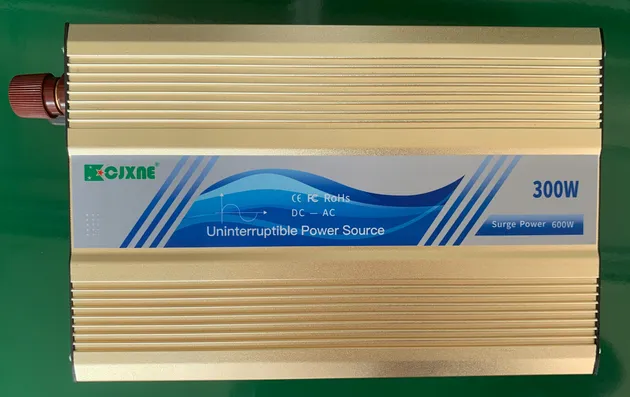 CJXNE®
CE FC RoHS
DC — AC
Uninterruptible Power Source
300W
Surge Power 600W